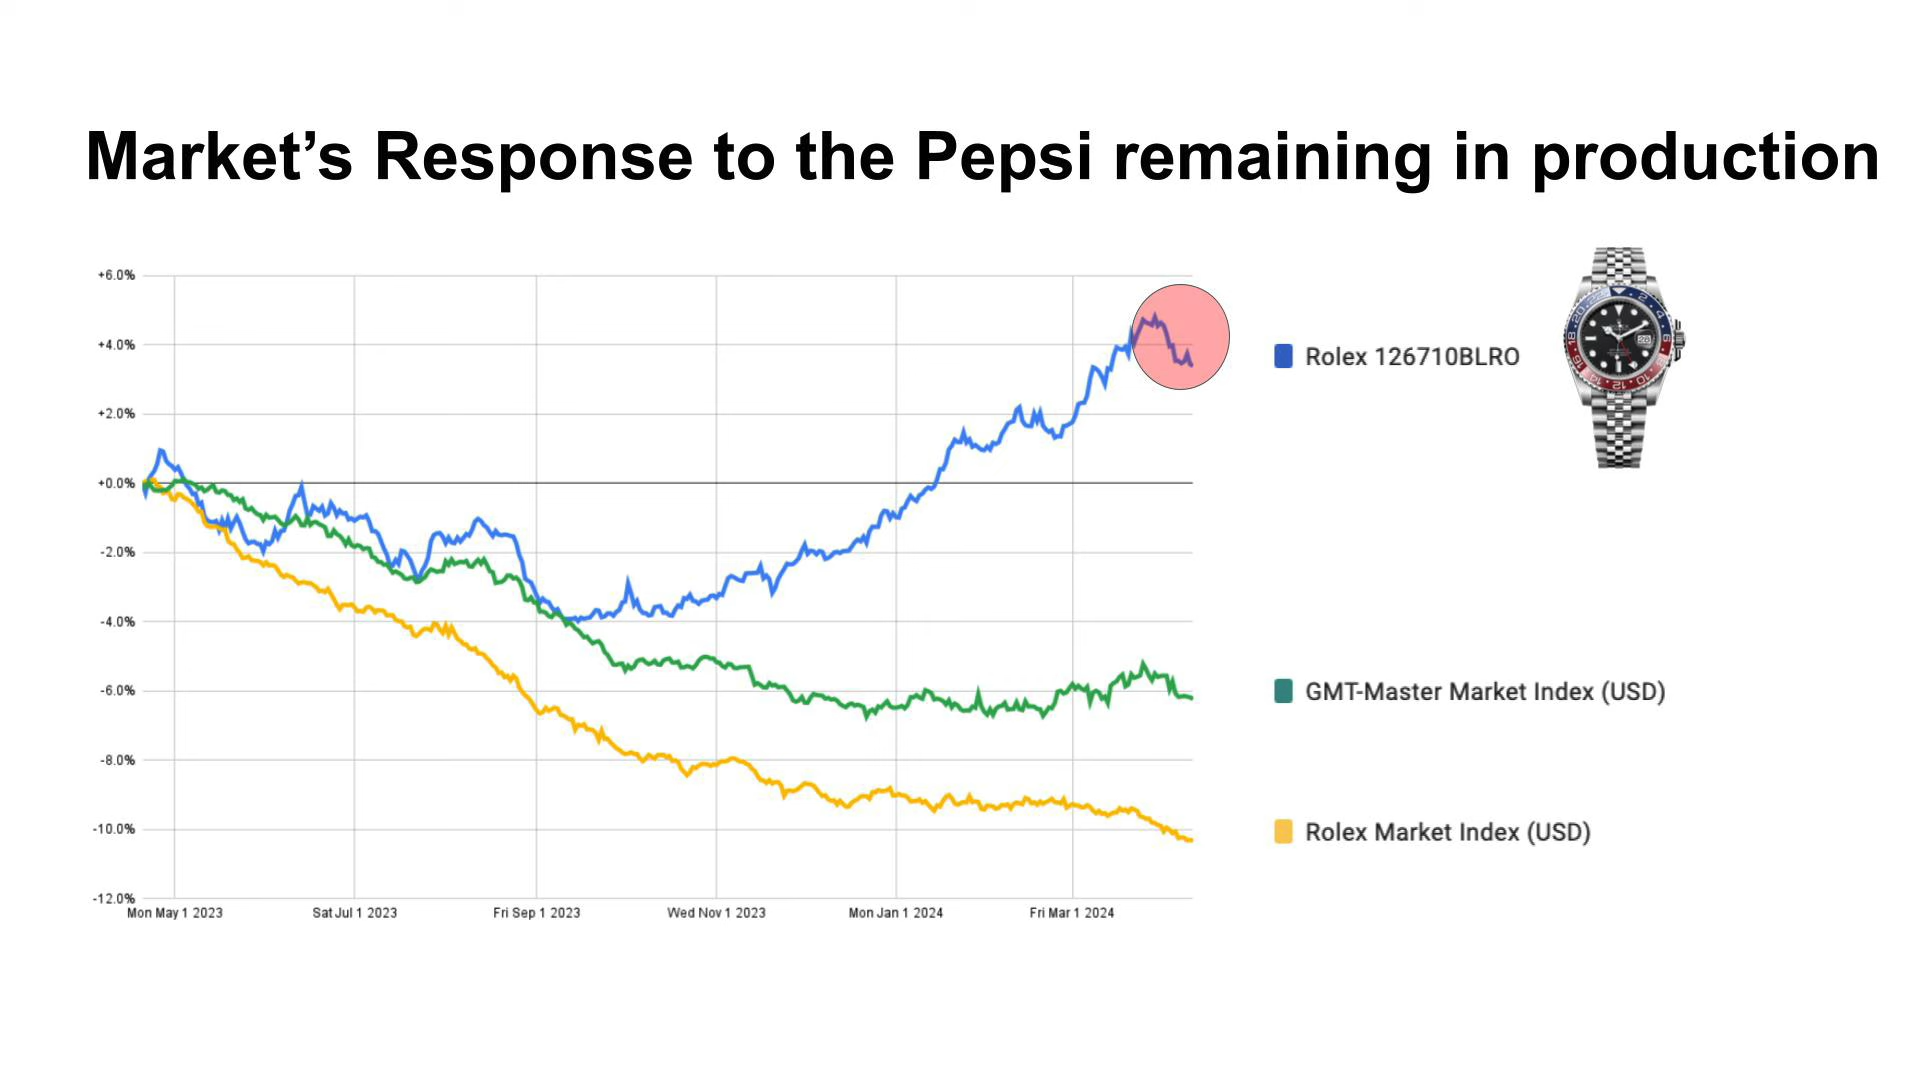 Market’s Response to the Pepsi remaining in production
+6.0%
+4.0%
+2.0%
+0.0%
-2.0%
-4.0%
-6.0%
-8.0%
-10.0%
-12.0%
Mon May 1 2023
Sat Jul 1 2023
Fri Sep 1 2023
Wed Nov 1 2023
Mon Jan 1 2024
Fri Mar 1 2024
Rolex 126710BLRO
GMT-Master Market Index (USD)
Rolex Market Index (USD)